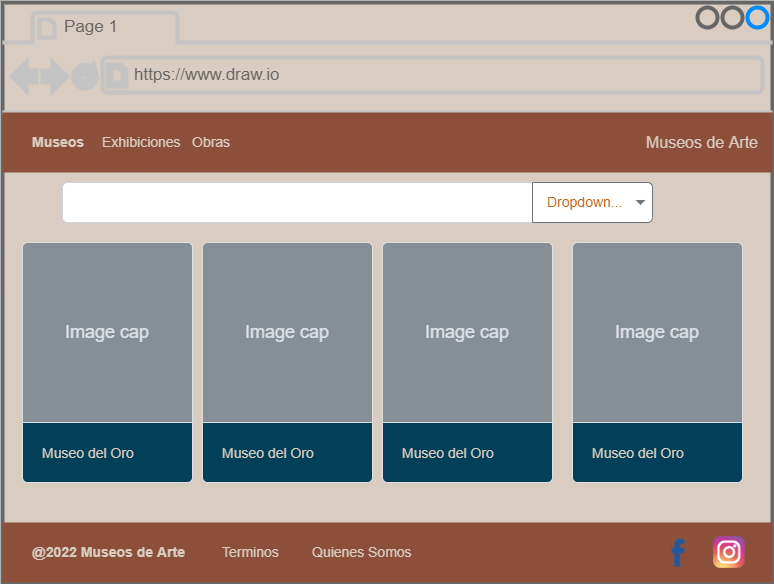 Page 1
https://www.draw.io
Museos Exhibiciones Obras Museos de Arte
Dropdown...
Image cap Image cap Image cap Image cap
Museo del Oro Museo del Oro Museo del Oro Museo del Oro
@2022 Museos de Arte Terminos Quienes Somos